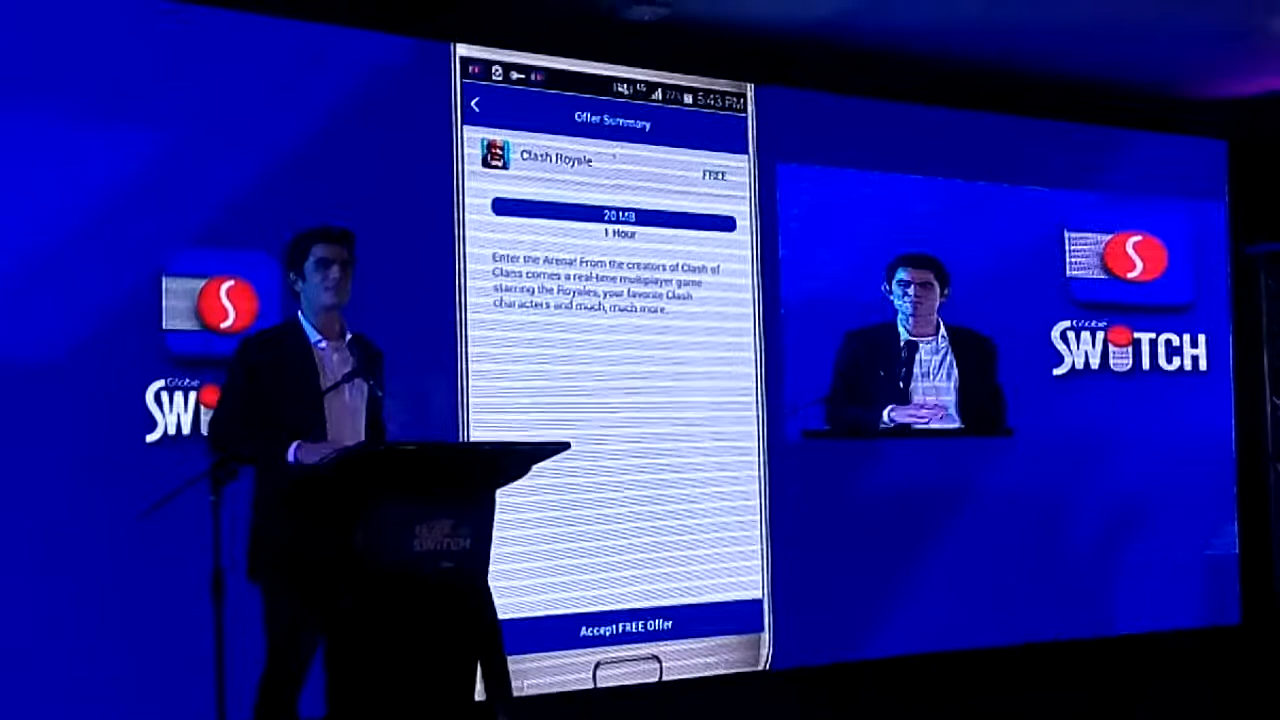 5:43 PM
Offer Summary
Clash Royale
FREE
20 MB
1 Hour
Enter the Arena! From the creators of Clash of
Clans comes a real-time multiplayer game
starring the Royales, your favorite Clash
characters and much, much more.
Accept FREE Offer
S
Globe
SW
SWITCH
S
Globe
SWITCH